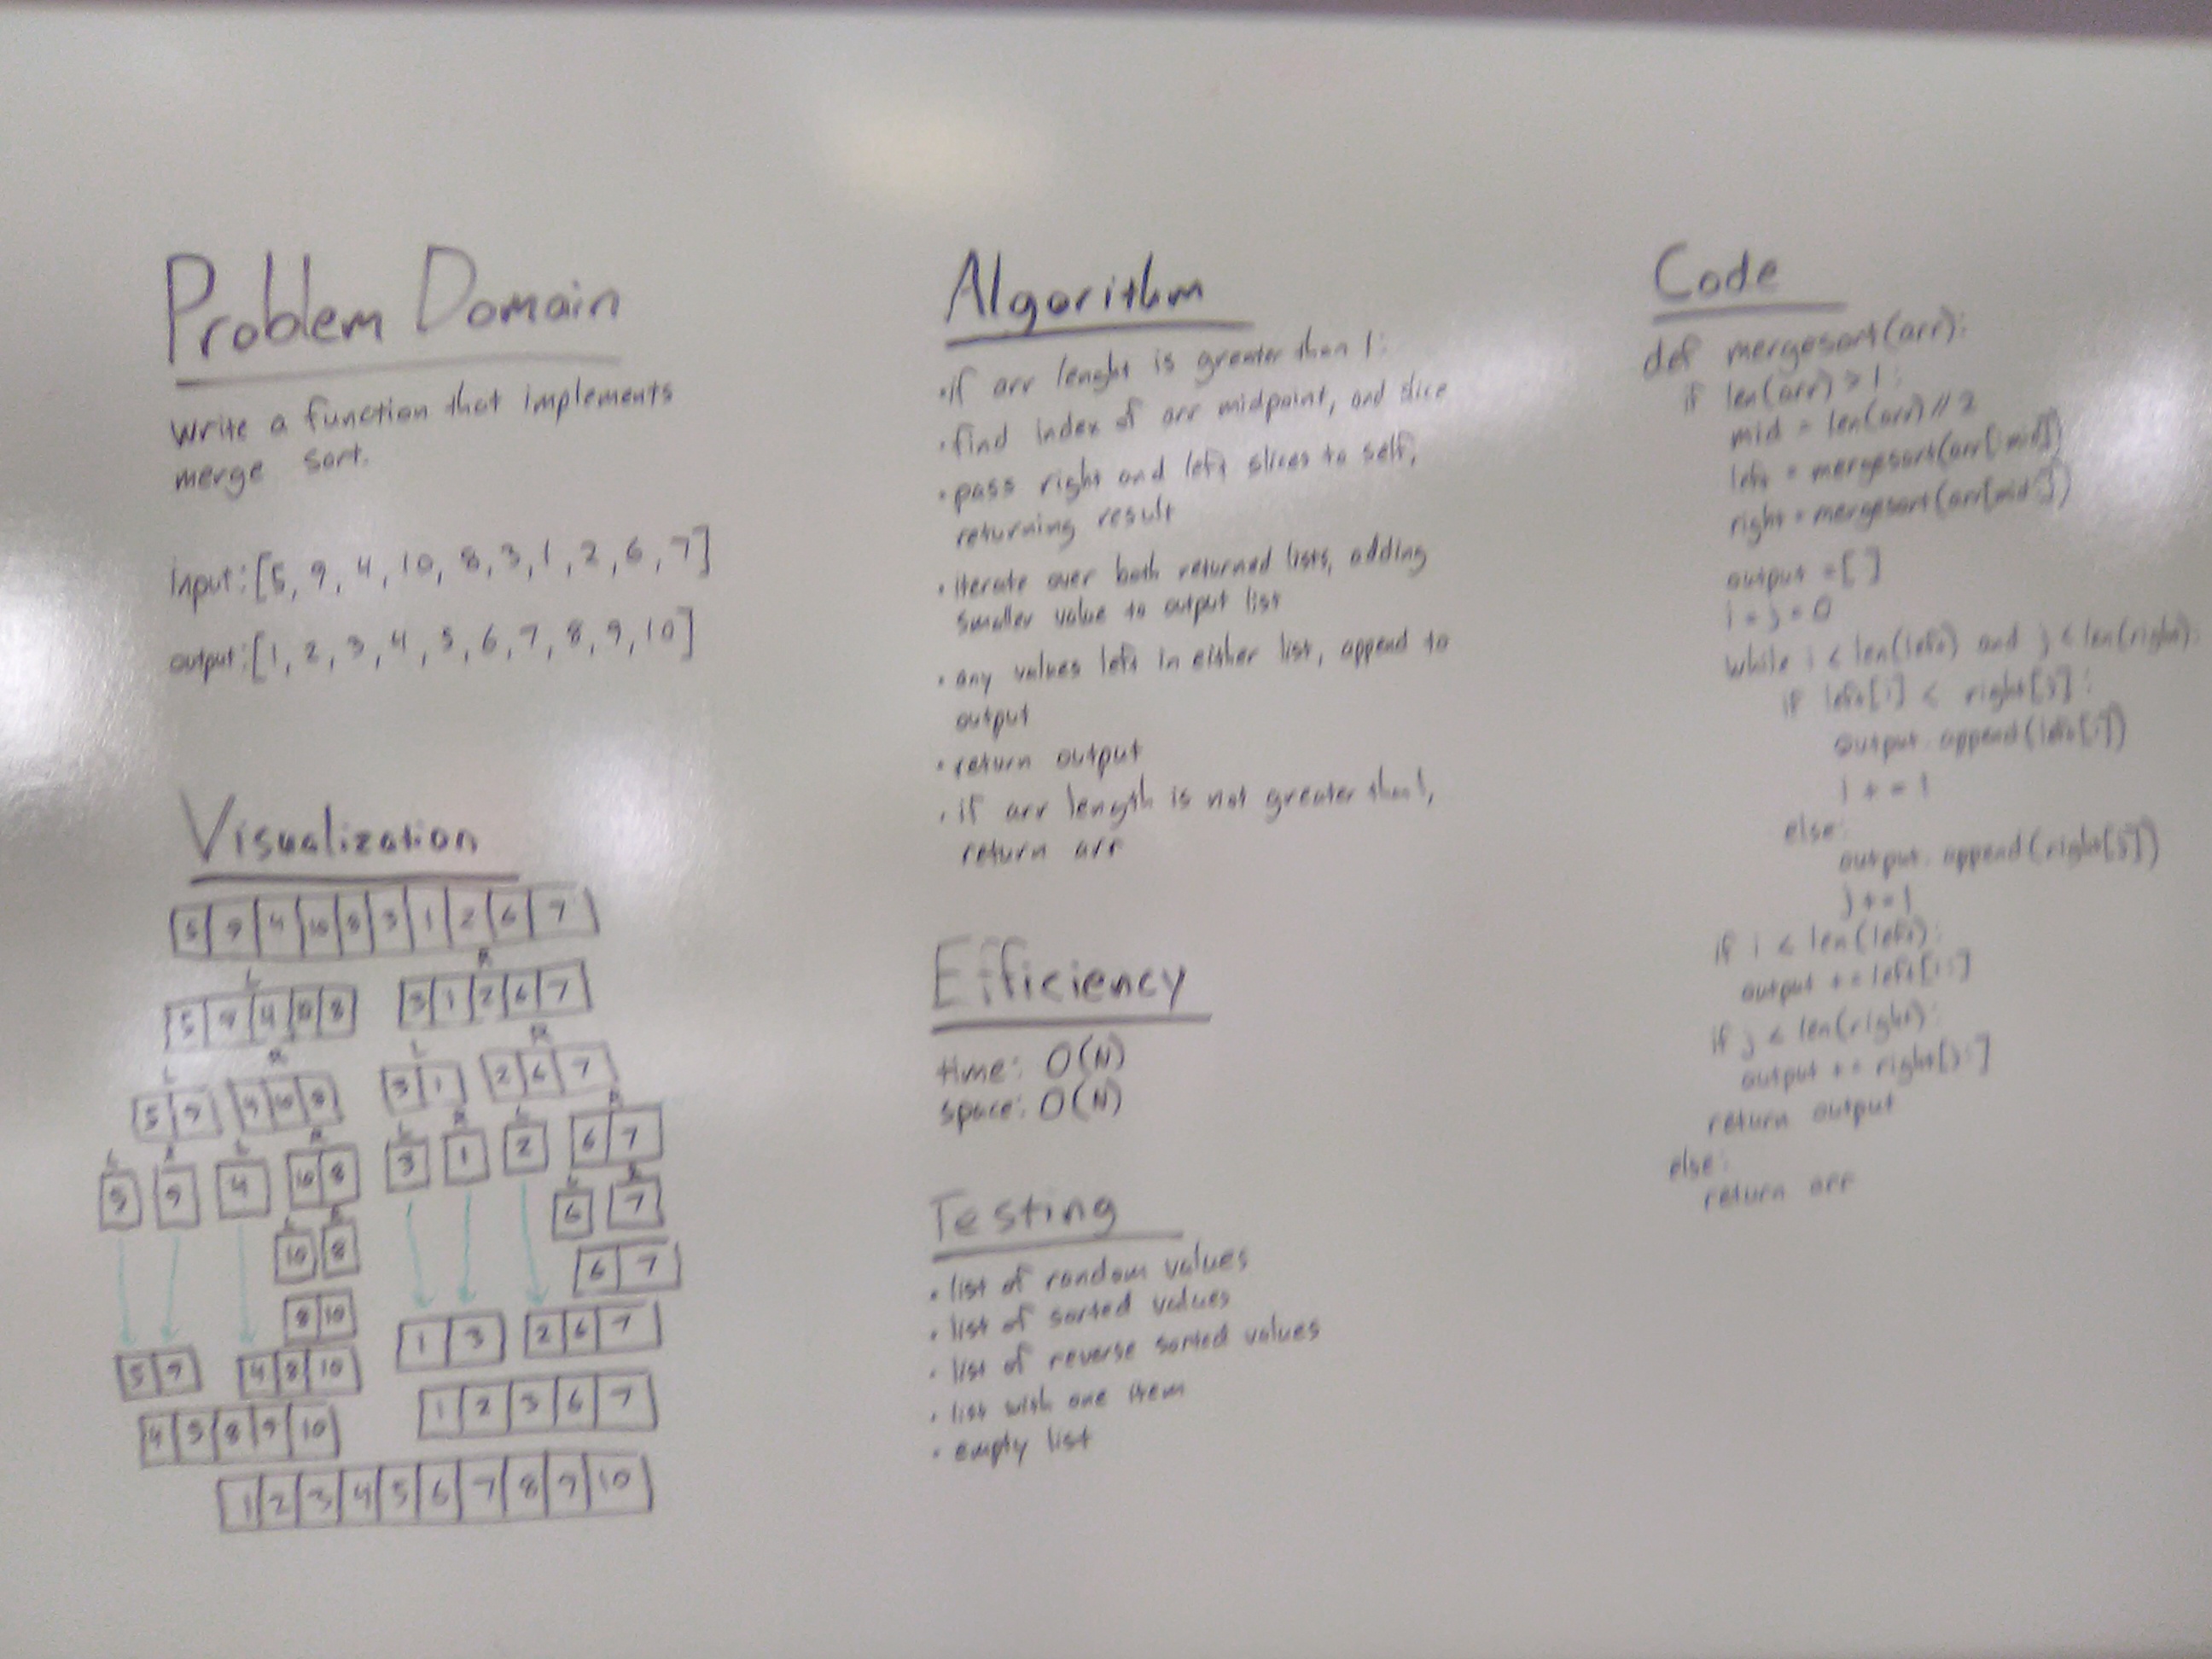 Problem Domain
Write a function that implements
merge sort.
input: [5, 9, 4, 10, 8, 3, 1, 2, 6, 7]
output: [1, 2, 3, 4, 5, 6, 7, 8, 9, 10]
Visualization
5 9 4 10 8 3 1 2 6 7
L R
5 9 4 10 8 3 1 2 6 7
L R L R
5 9 4 10 8 3 1 2 6 7
L R L R L R L R
5 9 4 10 8 3 1 2 6 7
L R L R
10 8 6 7
8 10 6 7
5 9 4 8 10 1 3 2 6 7
4 5 8 9 10 1 2 3 6 7
1 2 3 4 5 6 7 8 9 10
Algorithm
• if arr lenght is greater than 1:
• find index of arr midpoint, and slice
• pass right and left slices to self,
returning result
• iterate over both returned lists, adding
smaller value to output list
• any values left in either list, append to
output
• return output
• if arr length is not greater than 1,
return arr
Efficiency
time: O(N)
space: O(N)
Testing
• list of random values
• list of sorted values
• list of reverse sorted values
• list with one item
• empty list
Code
def mergesort(arr):
if len(arr) > 1:
mid = len(arr) // 2
left = mergesort(arr[:mid])
right = mergesort(arr[mid:])
output = []
i = j = 0
while i < len(left) and j < len(right):
if left[i] < right[j]:
output.append(left[i])
i += 1
else:
output.append(right[j])
j += 1
if i < len(left):
output += left[i:]
if j < len(right):
output += right[j:]
return output
else:
return arr